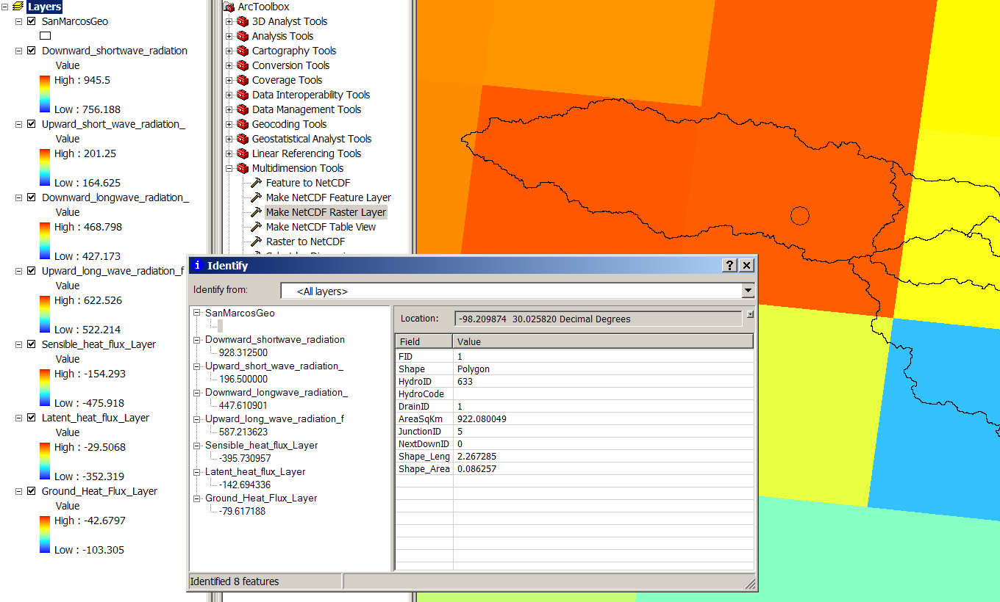 Layers
SanMarcosGeo
Downward_shortwave_radiation
Value
High : 945.5
Low : 756.188
Upward_short_wave_radiation_
Value
High : 201.25
Low : 164.625
Downward_longwave_radiation_
Value
High : 468.798
Low : 427.173
Upward_long_wave_radiation_f
Value
High : 622.526
Low : 522.214
Sensible_heat_flux_Layer
Value
High : -154.293
Low : -475.918
Latent_heat_flux_Layer
Value
High : -29.5068
Low : -352.319
Ground_Heat_Flux_Layer
Value
High : -42.6797
Low : -103.305
ArcToolbox
3D Analyst Tools
Analysis Tools
Cartography Tools
Conversion Tools
Coverage Tools
Data Interoperability Tools
Data Management Tools
Geocoding Tools
Geostatistical Analyst Tools
Linear Referencing Tools
Multidimension Tools
Feature to NetCDF
Make NetCDF Feature Layer
Make NetCDF Raster Layer
Make NetCDF Table View
Raster to NetCDF
Identify
Identify from:
<All layers>
SanMarcosGeo
Downward_shortwave_radiation
928.312500
Upward_short_wave_radiation_
196.500000
Downward_longwave_radiation_
447.610901
Upward_long_wave_radiation_f
587.213623
Sensible_heat_flux_Layer
-395.730957
Latent_heat_flux_Layer
-142.694336
Ground_Heat_Flux_Layer
-79.617188
Location: -98.209874 30.025820 Decimal Degrees
Field Value
FID 1
Shape Polygon
HydroID 633
HydroCode
DrainID 1
AreaSqKm 922.080049
JunctionID 5
NextDownID 0
Shape_Leng 2.267285
Shape_Area 0.086257
Identified 8 features